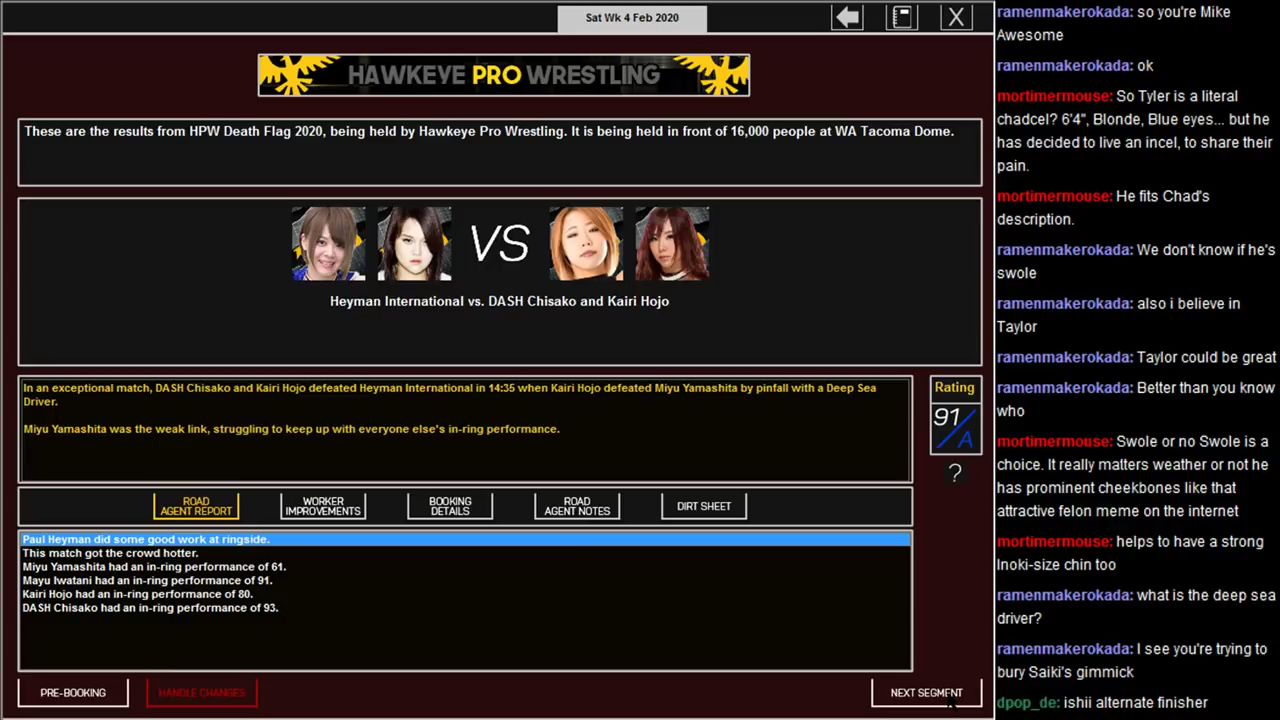 Sat Wk 4 Feb 2020
HAWKEYE PRO WRESTLING
These are the results from HPW Death Flag 2020, being held by Hawkeye Pro Wrestling. It is being held in front of 16,000 people at WA Tacoma Dome.
VS
Heyman International vs. DASH Chisako and Kairi Hojo
In an exceptional match, DASH Chisako and Kairi Hojo defeated Heyman International in 14:35 when Kairi Hojo defeated Miyu Yamashita by pinfall with a Deep Sea
Driver.
Miyu Yamashita was the weak link, struggling to keep up with everyone else's in-ring performance.
Rating
91/A
?
ROAD
AGENT REPORT
WORKER
IMPROVEMENTS
BOOKING
DETAILS
ROAD
AGENT NOTES
DIRT SHEET
Paul Heyman did some good work at ringside.
This match got the crowd hotter.
Miyu Yamashita had an in-ring performance of 61.
Mayu Iwatani had an in-ring performance of 91.
Kairi Hojo had an in-ring performance of 80.
DASH Chisako had an in-ring performance of 93.
PRE-BOOKING
HANDLE CHANGES
NEXT SEGMENT
ramenmakerokada: so you're Mike
Awesome
ramenmakerokada: ok
mortimermouse: So Tyler is a literal
chadcel? 6'4", Blonde, Blue eyes... but he
has decided to live an incel, to share their
pain.
mortimermouse: He fits Chad's
description.
ramenmakerokada: We don't know if he's
swole
ramenmakerokada: also i believe in
Taylor
ramenmakerokada: Taylor could be great
ramenmakerokada: Better than you know
who
mortimermouse: Swole or no Swole is a
choice. It really matters weather or not he
has prominent cheekbones like that
attractive felon meme on the internet
mortimermouse: helps to have a strong
Inoki-size chin too
ramenmakerokada: what is the deep sea
driver?
ramenmakerokada: I see you're trying to
bury Saiki's gimmick
dpop_de: ishii alternate finisher